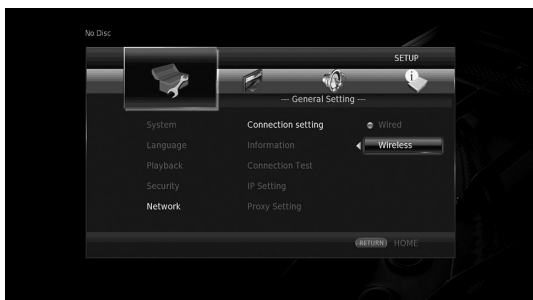 No Disc
SETUP
--- General Setting ---
System Connection setting Wired
Language Information Wireless
Playback Connection Test
Security IP Setting
Network Proxy Setting
RETURN HOME